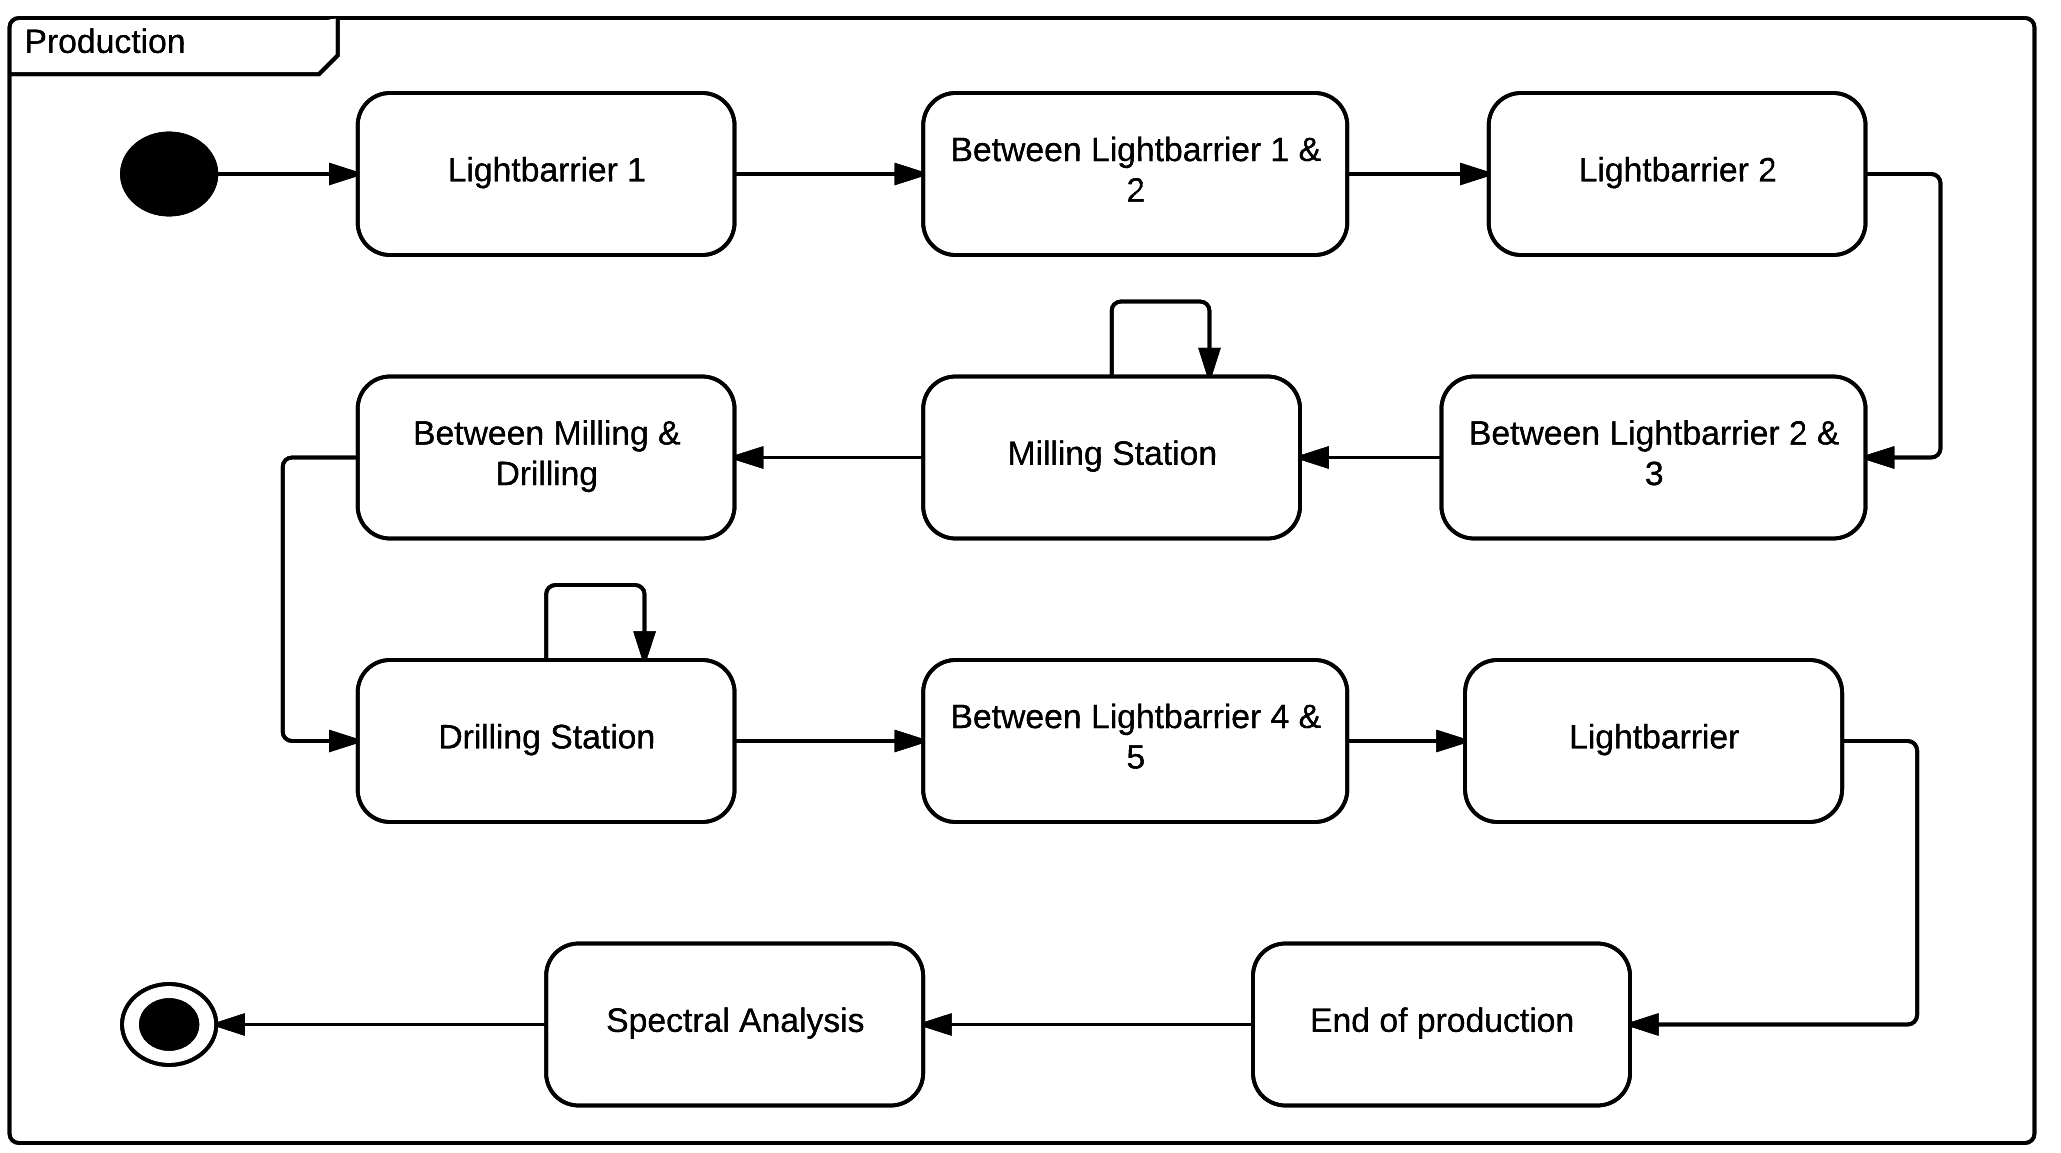 Production
Lightbarrier 1
Between Lightbarrier 1 &
2
Lightbarrier 2
Between Milling &
Drilling
Milling Station
Between Lightbarrier 2 &
3
Drilling Station
Between Lightbarrier 4 &
5
Lightbarrier
Spectral Analysis
End of production